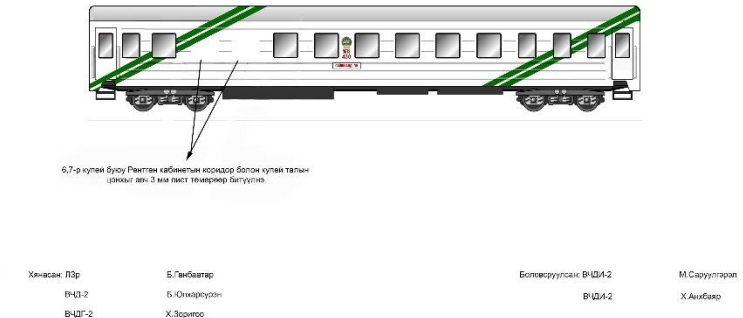 6,7-р купей буюу Рентген кабинетын коридор болон купей талын
цонхыг авч 3 мм лист төмөрөөр битүүлнэ.
Хянасан: ЛЗр Б.Ганбаатар
ВЧД-2 Б.Юнхарсүрэн
ВЧДГ-2 Х.Зоригоо
Боловсруулсан: ВЧДИ-2 М.Саруулгэрэл
ВЧДИ-2 Х.Анхбаяр